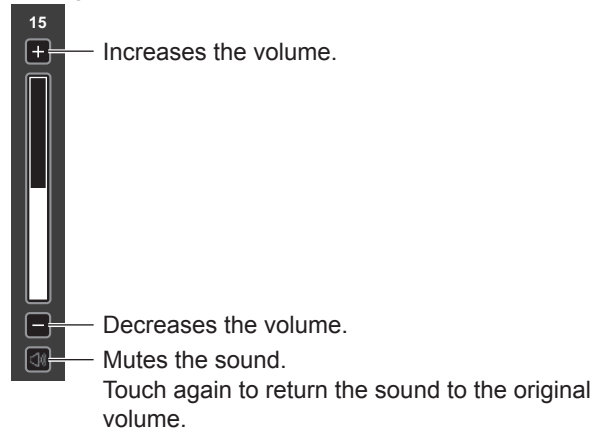 15
+
Increases the volume.
−
Decreases the volume.
Mutes the sound.
Touch again to return the sound to the original
volume.